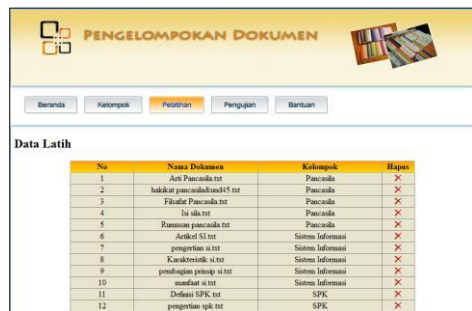 PENGELOMPOKAN DOKUMEN
Beranda Kelompok Pelatihan Pengujian Bantuan
Data Latih
No Nama Dokumen Kelompok Hapus
1 Arti Pancasila.txt Pancasila
2 hakikat pancasila&uud45.txt Pancasila
3 Filsafat Pancasila.txt Pancasila
4 Isi sila.txt Pancasila
5 Rumusan pancasila.txt Pancasila
6 Artikel SI.txt Sistem Informasi
7 pengertian si.txt Sistem Informasi
8 Karakteristik si.txt Sistem Informasi
9 pembagian prinsip si.txt Sistem Informasi
10 manfaat si.txt Sistem Informasi
11 Definisi SPK.txt SPK
12 pengertian spk.txt SPK